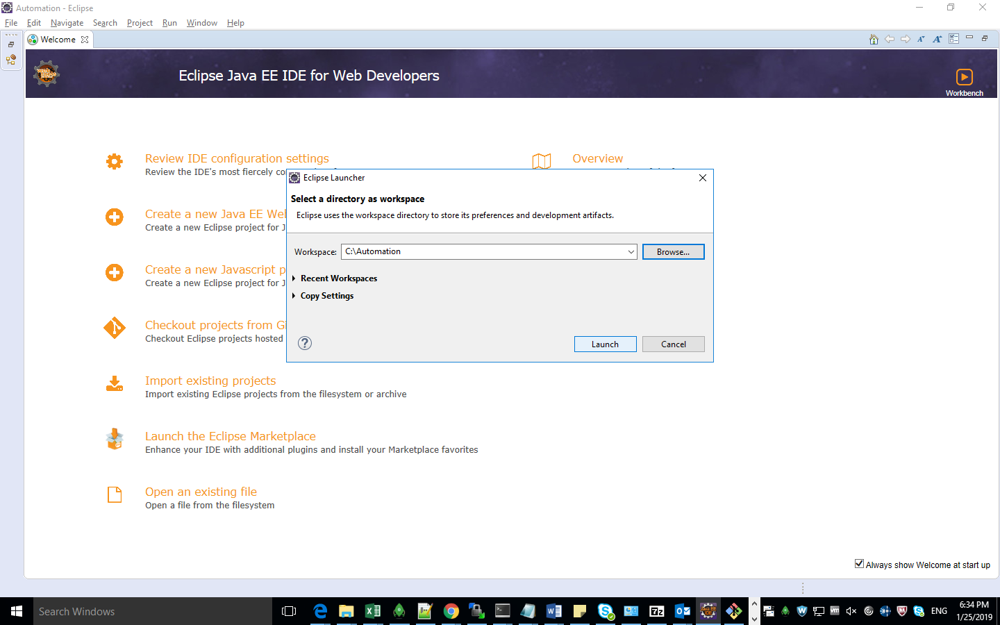 Automation - Eclipse
File Edit Navigate Search Project Run Window Help
Welcome
Eclipse Java EE IDE for Web Developers
Workbench
Review IDE configuration settings
Review the IDE's most fiercely co
Overview
Create a new Java EE Wel
Create a new Eclipse project for J
Create a new Javascript p
Create a new Eclipse project for J
Checkout projects from Gi
Checkout Eclipse projects hosted
Import existing projects
Import existing Eclipse projects from the filesystem or archive
Launch the Eclipse Marketplace
Enhance your IDE with additional plugins and install your Marketplace favorites
Open an existing file
Open a file from the filesystem
Eclipse Launcher
Select a directory as workspace
Eclipse uses the workspace directory to store its preferences and development artifacts.
Workspace: C:\Automation Browse...
Recent Workspaces
Copy Settings
Launch Cancel
Always show Welcome at start up
Search Windows
ENG
6:34 PM
1/25/2019